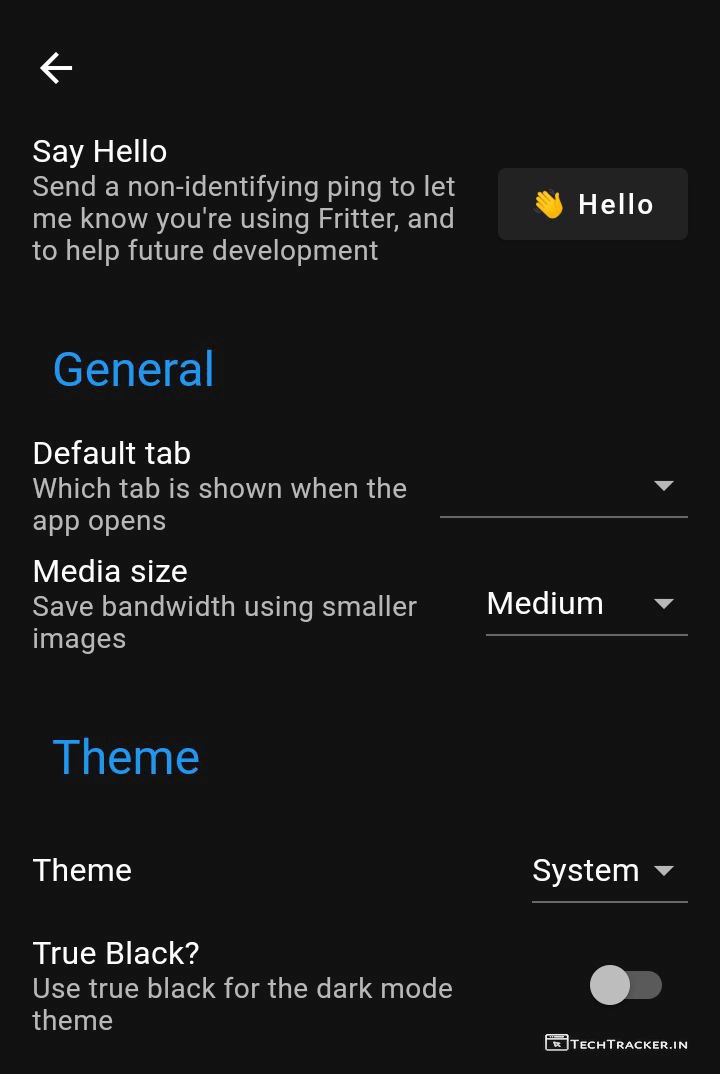 Say Hello
Send a non-identifying ping to let
me know you're using Fritter, and
to help future development
👋 Hello
General
Default tab
Which tab is shown when the
app opens
Media size
Save bandwidth using smaller
images
Medium
Theme
Theme
System
True Black?
Use true black for the dark mode
theme
TechTracker.in